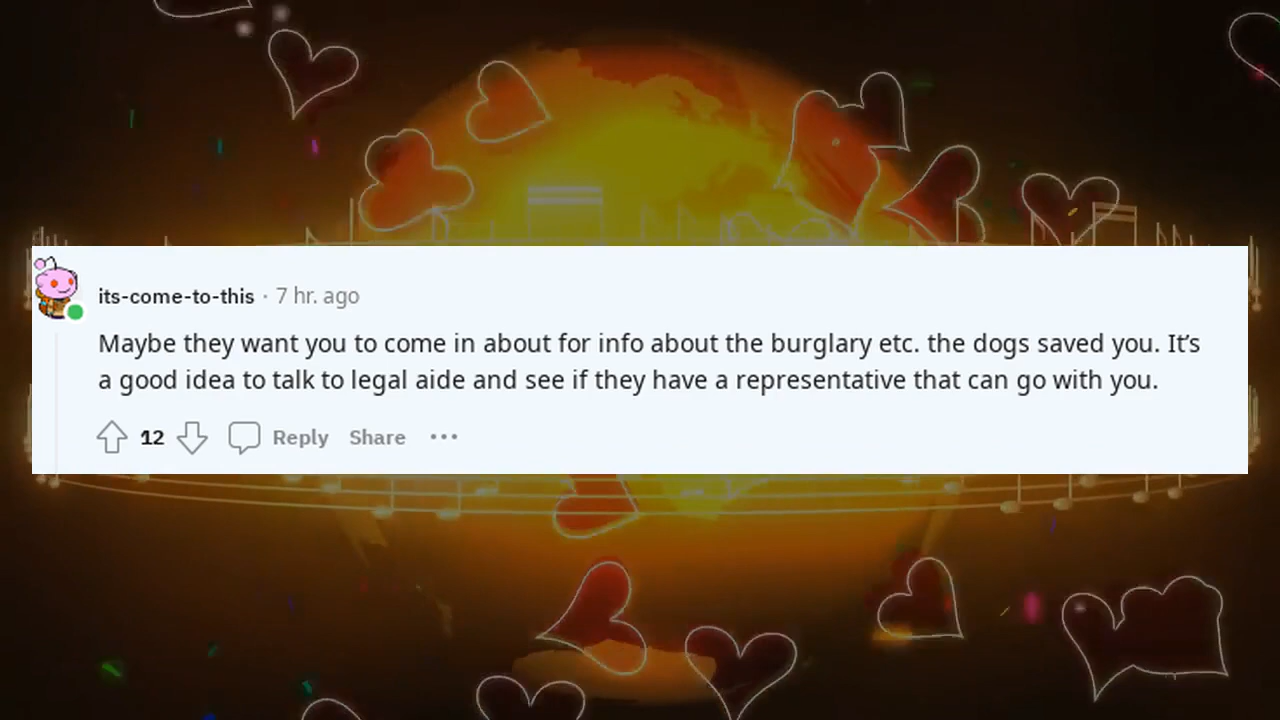 its-come-to-this · 7 hr. ago
Maybe they want you to come in about for info about the burglary etc. the dogs saved you. It’s
a good idea to talk to legal aide and see if they have a representative that can go with you.
12 Reply Share •••